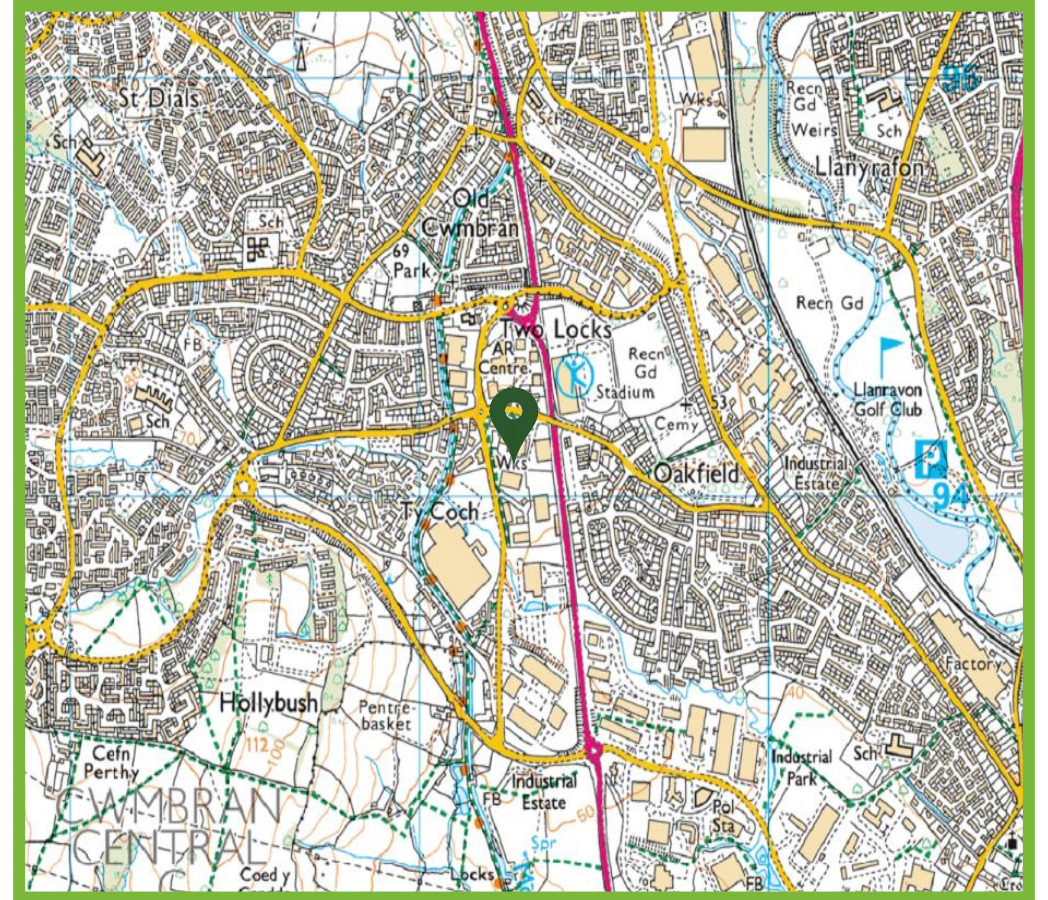 St Dials
Sch
Sch
Wks
Recn
Gd
Weirs
Sch
95
Llanyrafon
Sch
Old
Cwmbran
69
Park
Recn Gd
Two Locks
FB
AR
Centre
Recn
Gd
Stadium
Llanravon
Golf Club
Sch
70
53
Cemy
Wks
Oakfield
Industrial
Estate
P
94
Ty Coch
Factory
Hollybush
Pentre-
basket
40
112
100
Cefn
Perthy
Industrial
Park
Sch
Industrial
Estate
FB
50
Pol
Sta
CWMBRAN
CENTRAL
Spr
Coed y
Locks
FB